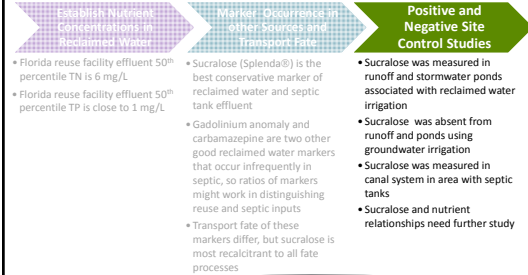 Establish Nutrient
Concentrations in
Reclaimed Water
• Florida reuse facility effluent 50th
percentile TN is 6 mg/L
• Florida reuse facility effluent 50th
percentile TP is close to 1 mg/L
Marker Occurrence in
other Sources and
Transport Fate
• Sucralose (Splenda®) is the
best conservative marker of
reclaimed water and septic
tank effluent
• Gadolinium anomaly and
carbamazepine are two other
good reclaimed water markers
that occur infrequently in
septic, so ratios of markers
might work in distinguishing
reuse and septic inputs
• Transport fate of these
markers differ, but sucralose is
most recalcitrant to all fate
processes
Positive and
Negative Site
Control Studies
• Sucralose was measured in
runoff and stormwater ponds
associated with reclaimed water
irrigation
• Sucralose was absent from
runoff and ponds using
groundwater irrigation
• Sucralose was measured in
canal system in area with septic
tanks
• Sucralose and nutrient
relationships need further study